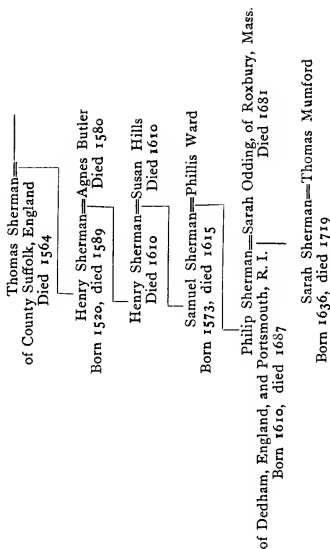 Thomas Sherman=——
of County Suffolk, England
Died 1564
Henry Sherman=Agnes Butler
Born 1520, died 1589 Died 1580
Henry Sherman=Susan Hills
Died 1610 Died 1610
Samuel Sherman=Phillis Ward
Born 1573, died 1615
Philip Sherman=Sarah Odding, of Roxbury, Mass.
of Dedham, England, and Portsmouth, R. I. Died 1681
Born 1610, died 1687
Sarah Sherman=Thomas Mumford
Born 1636, died 1719